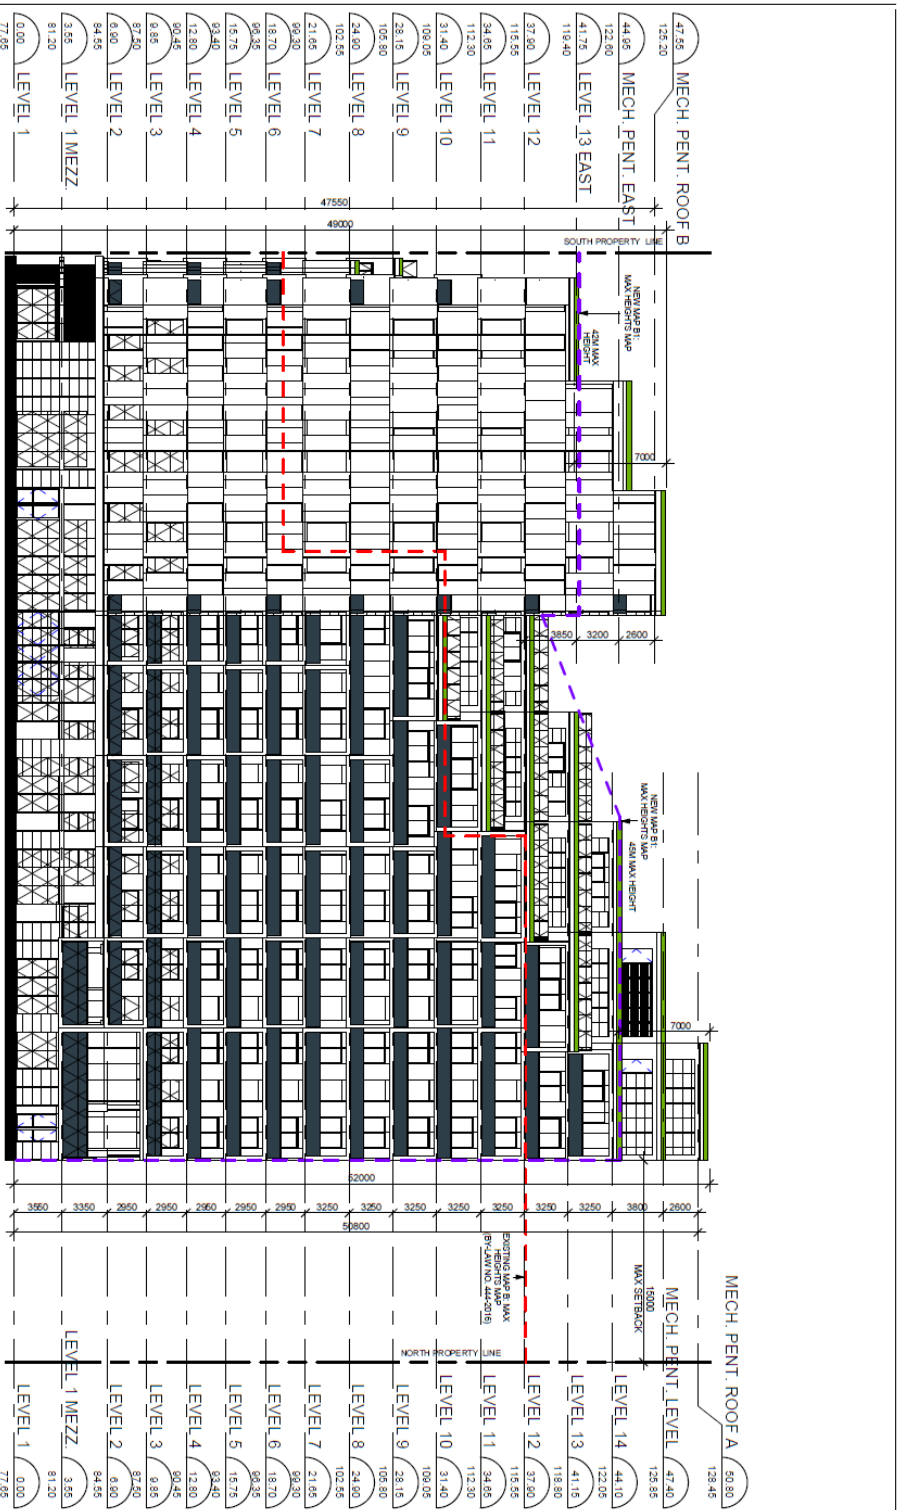 47.55
125.20
MECH. PENT. ROOF B
44.95
122.60
MECH. PENT. EAST
41.75
119.40
LEVEL 13 EAST
37.90
115.55
LEVEL 12
34.65
112.30
LEVEL 11
31.40
109.05
LEVEL 10
28.15
105.80
LEVEL 9
24.90
102.55
LEVEL 8
21.65
99.30
LEVEL 7
18.70
96.35
LEVEL 6
15.75
93.40
LEVEL 5
12.80
90.45
LEVEL 4
9.85
87.50
LEVEL 3
6.90
84.55
LEVEL 2
3.55
81.20
LEVEL 1 MEZZ.
0.00
77.65
LEVEL 1
47550
49000
SOUTH PROPERTY LINE
NEW MAP B1:
MAX HEIGHTS MAP
42M MAX
HEIGHT
7000
2600
3200
3850
NEW MAP B1:
MAX HEIGHTS MAP
45M MAX HEIGHT
7000
52000
2600
3800
3250
3250
3250
3250
3250
3250
3250
2950
2950
2950
2950
2950
3350
3550
50800
EXISTING MAP B: MAX
HEIGHTS MAP
(BY-LAW NO. 444-2016)
15000
MAX SETBACK
NORTH PROPERTY LINE
MECH. PENT. ROOF A
50.80
128.45
MECH. PENT. LEVEL
47.40
125.85
LEVEL 14
44.10
122.05
LEVEL 13
41.15
118.80
LEVEL 12
37.90
115.55
LEVEL 11
34.65
112.30
LEVEL 10
31.40
109.05
LEVEL 9
28.15
105.80
LEVEL 8
24.90
102.55
LEVEL 7
21.65
99.30
LEVEL 6
18.70
96.35
LEVEL 5
15.75
93.40
LEVEL 4
12.80
90.45
LEVEL 3
9.85
87.50
LEVEL 2
6.90
84.55
LEVEL 1 MEZZ.
3.55
81.20
LEVEL 1
0.00
77.65